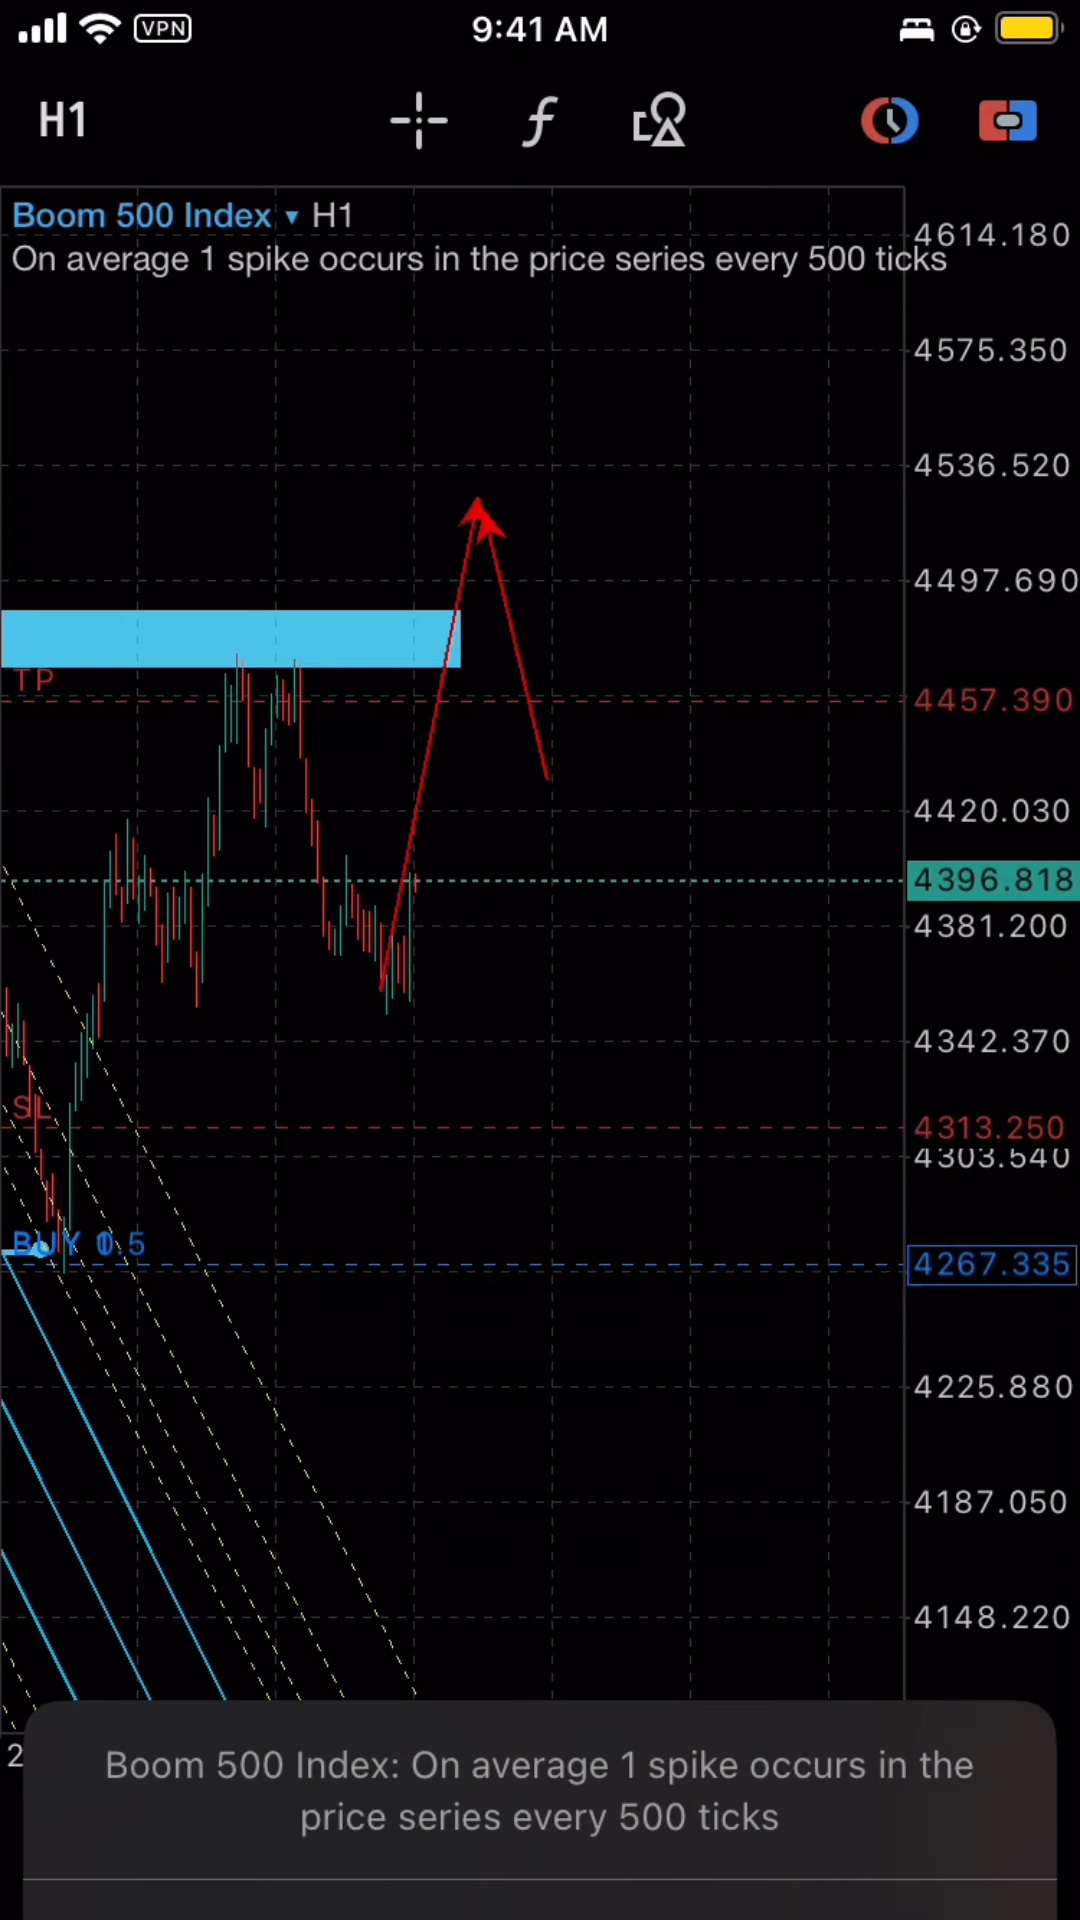 VPN
9:41 AM
H1
Boom 500 Index ▾ H1
On average 1 spike occurs in the price series every 500 ticks
4614.180
4575.350
4536.520
4497.690
TP
4457.390
4420.030
4396.818
4381.200
4342.370
SL
4313.250
4303.540
BUY 0.5
4267.335
4225.880
4187.050
4148.220
2
Boom 500 Index: On average 1 spike occurs in the
price series every 500 ticks